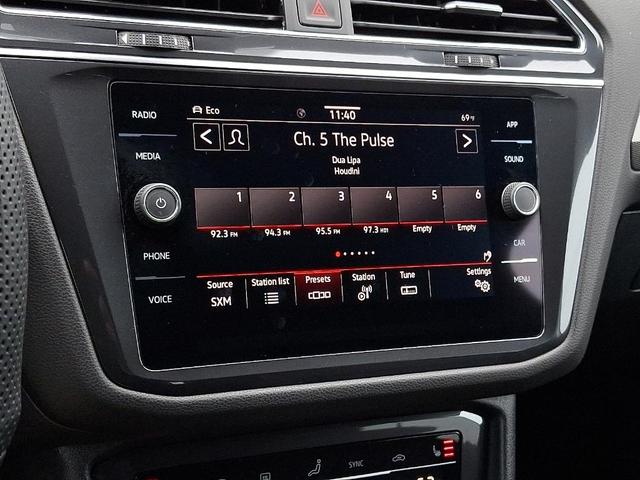 RADIO
MEDIA
PHONE
VOICE
Eco
11:40
69°F
Ch. 5 The Pulse
Dua Lipa
Houdini
1 2 3 4 5 6
92.3 FM 94.3 FM 95.5 FM 97.3 HD1 Empty Empty
Source Station list Presets Station Tune Settings
SXM
APP
SOUND
CAR
MENU
SYNC